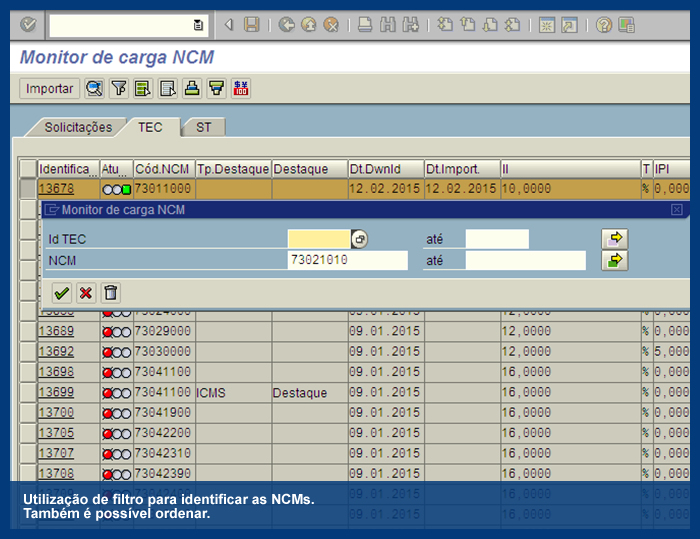 Monitor de carga NCM
Importar
Solicitações TEC ST
Identifica... Atu... Cód.NCM Tp.Destaque Destaque Dt.Dwnld Dt.Import. II T IPI
13678 73011000 12.02.2015 12.02.2015 10,0000 % 0,000
Monitor de carga NCM
Id TEC até
NCM 73021010 até
13689 73029000 09.01.2015 12,0000 % 0,000
13692 73030000 09.01.2015 12,0000 % 5,000
13698 73041100 09.01.2015 16,0000 % 0,000
13699 73041100 ICMS Destaque 09.01.2015 16,0000 % 0,000
13700 73041900 09.01.2015 16,0000 % 0,000
13705 73042200 09.01.2015 16,0000 % 0,000
13707 73042310 09.01.2015 16,0000 % 0,000
13708 73042390 09.01.2015 16,0000 % 0,000
Utilização de filtro para identificar as NCMs.
Também é possível ordenar.